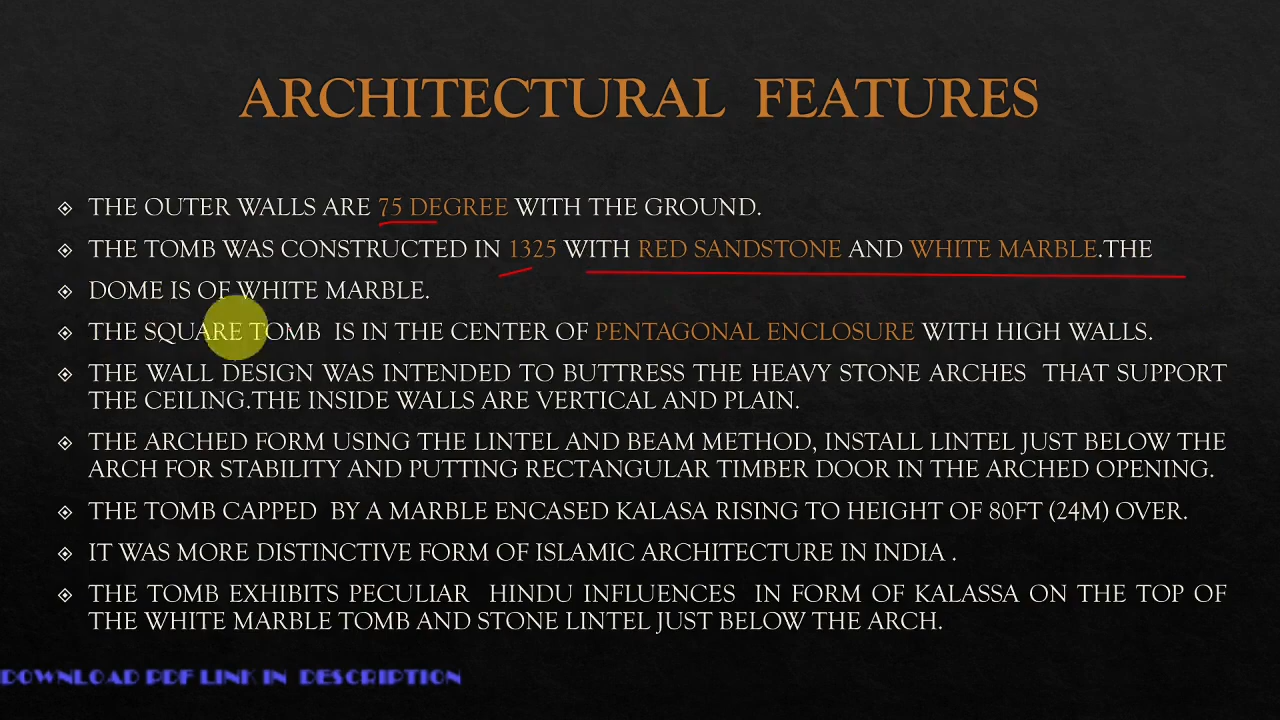 ARCHITECTURAL FEATURES
THE OUTER WALLS ARE 75 DEGREE WITH THE GROUND.
THE TOMB WAS CONSTRUCTED IN 1325 WITH RED SANDSTONE AND WHITE MARBLE.THE
DOME IS OF WHITE MARBLE.
THE SQUARE TOMB IS IN THE CENTER OF PENTAGONAL ENCLOSURE WITH HIGH WALLS.
THE WALL DESIGN WAS INTENDED TO BUTTRESS THE HEAVY STONE ARCHES THAT SUPPORT
THE CEILING.THE INSIDE WALLS ARE VERTICAL AND PLAIN.
THE ARCHED FORM USING THE LINTEL AND BEAM METHOD, INSTALL LINTEL JUST BELOW THE
ARCH FOR STABILITY AND PUTTING RECTANGULAR TIMBER DOOR IN THE ARCHED OPENING.
THE TOMB CAPPED BY A MARBLE ENCASED KALASA RISING TO HEIGHT OF 80FT (24M) OVER.
IT WAS MORE DISTINCTIVE FORM OF ISLAMIC ARCHITECTURE IN INDIA .
THE TOMB EXHIBITS PECULIAR HINDU INFLUENCES IN FORM OF KALASSA ON THE TOP OF
THE WHITE MARBLE TOMB AND STONE LINTEL JUST BELOW THE ARCH.
DOWNLOAD PDF LINK IN DESCRIPTION